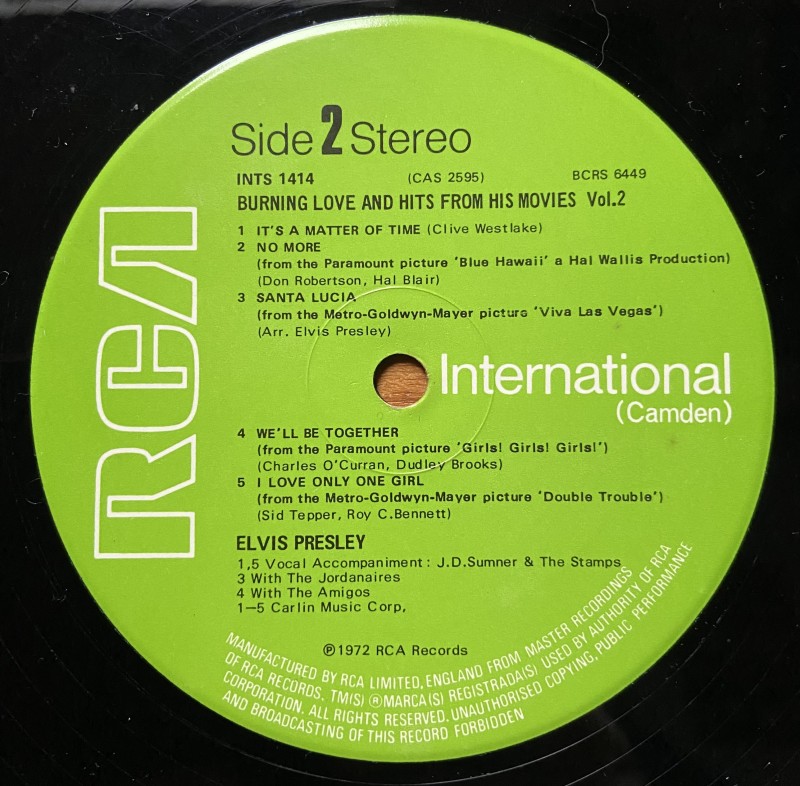 Side 2 Stereo
INTS 1414 (CAS 2595) BCRS 6449
BURNING LOVE AND HITS FROM HIS MOVIES Vol.2
1 IT'S A MATTER OF TIME (Clive Westlake)
2 NO MORE
(from the Paramount picture 'Blue Hawaii' a Hal Wallis Production)
(Don Robertson, Hal Blair)
3 SANTA LUCIA
(from the Metro-Goldwyn-Mayer picture 'Viva Las Vegas')
(Arr. Elvis Presley)
RCA
International
(Camden)
4 WE'LL BE TOGETHER
(from the Paramount picture 'Girls! Girls! Girls!')
(Charles O'Curran, Dudley Brooks)
5 I LOVE ONLY ONE GIRL
(from the Metro-Goldwyn-Mayer picture 'Double Trouble')
(Sid Tepper, Roy C.Bennett)
ELVIS PRESLEY
1,5 Vocal Accompaniment: J.D.Sumner & The Stamps
3 With The Jordanaires
4 With The Amigos
1–5 Carlin Music Corp,
℗1972 RCA Records
MANUFACTURED BY RCA LIMITED, ENGLAND FROM MASTER RECORDINGS
OF RCA RECORDS. TM(S) ® MARCA(S) REGISTRADA(S) USED BY AUTHORITY OF RCA
CORPORATION. ALL RIGHTS RESERVED. UNAUTHORISED COPYING, PUBLIC PERFORMANCE
AND BROADCASTING OF THIS RECORD FORBIDDEN